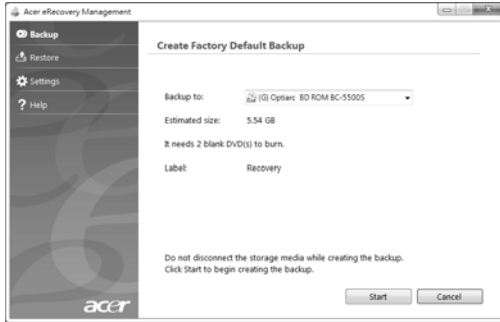 Acer eRecovery Management
Backup
Restore
Settings
Help
Create Factory Default Backup
Backup to: (G) Optiarc BD ROM BC-5500S
Estimated size: 5.54 GB
It needs 2 blank DVD(s) to burn.
Label: Recovery
Do not disconnect the storage media while creating the backup.
Click Start to begin creating the backup.
Start Cancel
acer